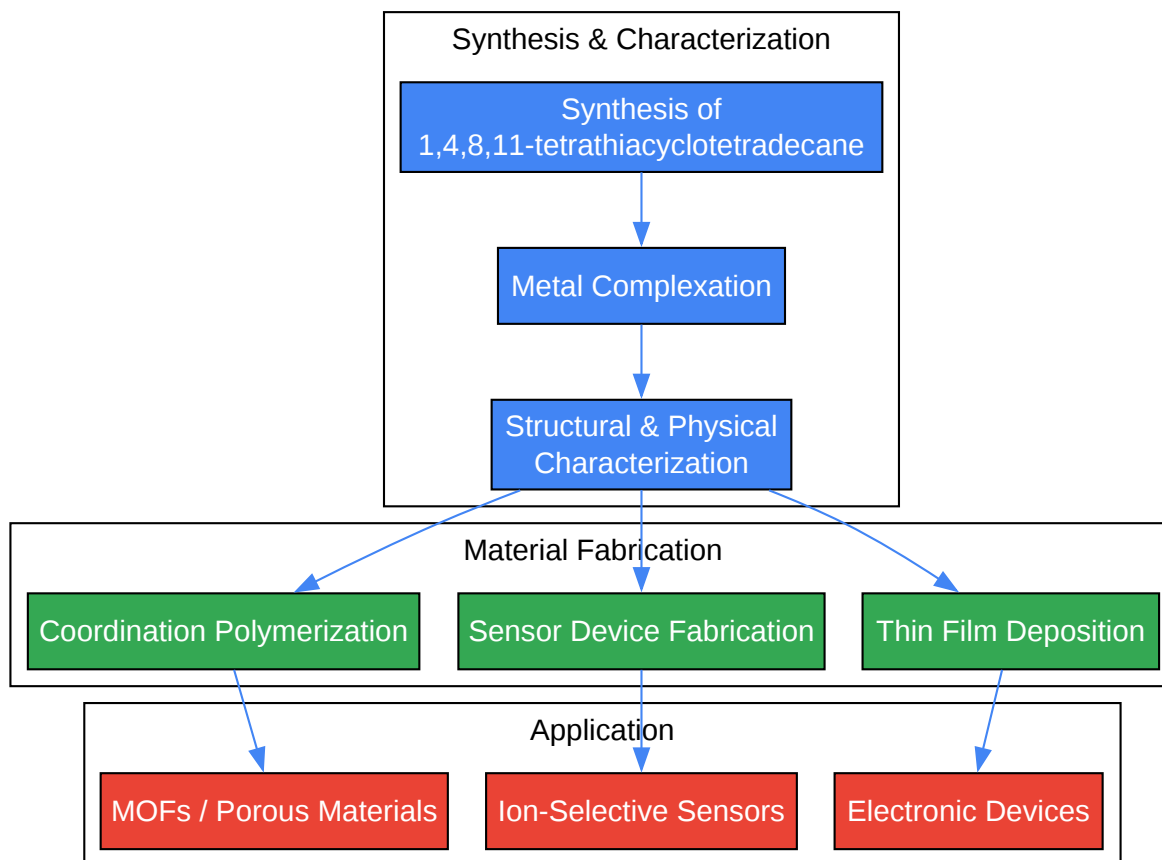 Synthesis & Characterization
Synthesis of
1,4,8,11-tetrathiacyclotetradecane
Metal Complexation
Structural & Physical
Characterization
Material Fabrication
Coordination Polymerization
Sensor Device Fabrication
Thin Film Deposition
Application
MOFs / Porous Materials
Ion-Selective Sensors
Electronic Devices